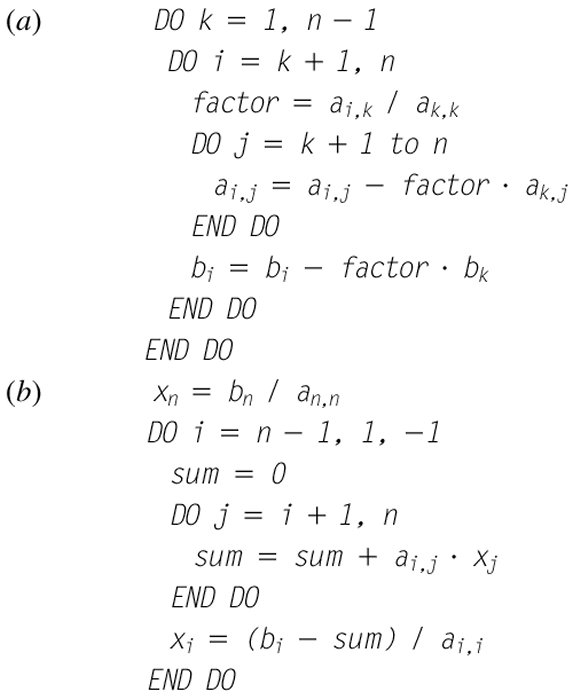 (a) DO k = 1, n − 1
DO i = k + 1, n
factor = a_{i,k} / a_{k,k}
DO j = k + 1 to n
a_{i,j} = a_{i,j} − factor · a_{k,j}
END DO
b_i = b_i − factor · b_k
END DO
END DO
(b) x_n = b_n / a_{n,n}
DO i = n − 1, 1, −1
sum = 0
DO j = i + 1, n
sum = sum + a_{i,j} · x_j
END DO
x_i = (b_i − sum) / a_{i,i}
END DO